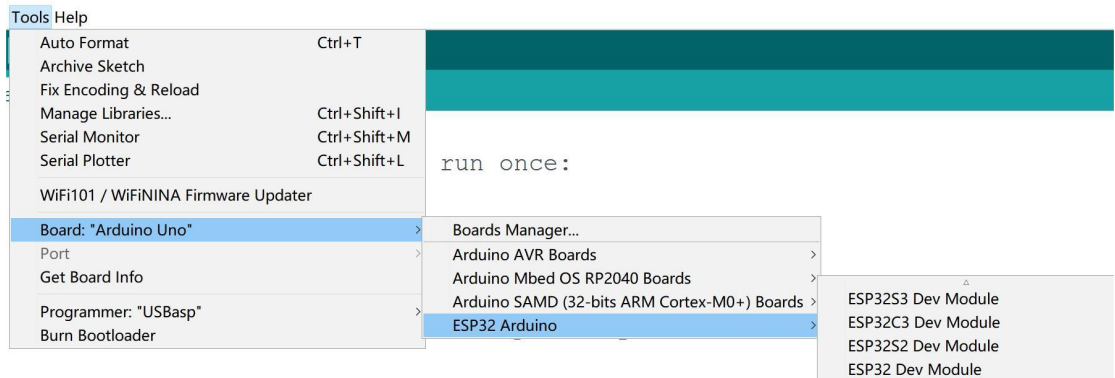 Tools Help
Auto Format Ctrl+T
Archive Sketch
Fix Encoding & Reload
Manage Libraries... Ctrl+Shift+I
Serial Monitor Ctrl+Shift+M
Serial Plotter Ctrl+Shift+L
run once:
WiFi101 / WiFiNINA Firmware Updater
Board: "Arduino Uno"
Port
Get Board Info
Programmer: "USBasp"
Burn Bootloader
Boards Manager...
Arduino AVR Boards
Arduino Mbed OS RP2040 Boards
Arduino SAMD (32-bits ARM Cortex-M0+) Boards
ESP32 Arduino
ESP32S3 Dev Module
ESP32C3 Dev Module
ESP32S2 Dev Module
ESP32 Dev Module